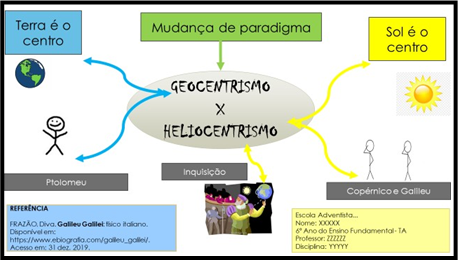 Terra é o
centro
Mudança de paradigma
Sol é o
centro
GEOCENTRISMO
X
HELIOCENTRISMO
Ptolomeu
Inquisição
Copérnico e Galileu
REFERÊNCIA
FRAZÃO, Diva. Galileu Galilei: físico italiano.
Disponível em:
https://www.ebiografia.com/galileu_gallei/.
Acesso em: 31 dez. 2019.
Escola Adventista...
Nome: XXXXX
6º Ano do Ensino Fundamental - TA
Professor: ZZZZZZ
Disciplina: YYYYY